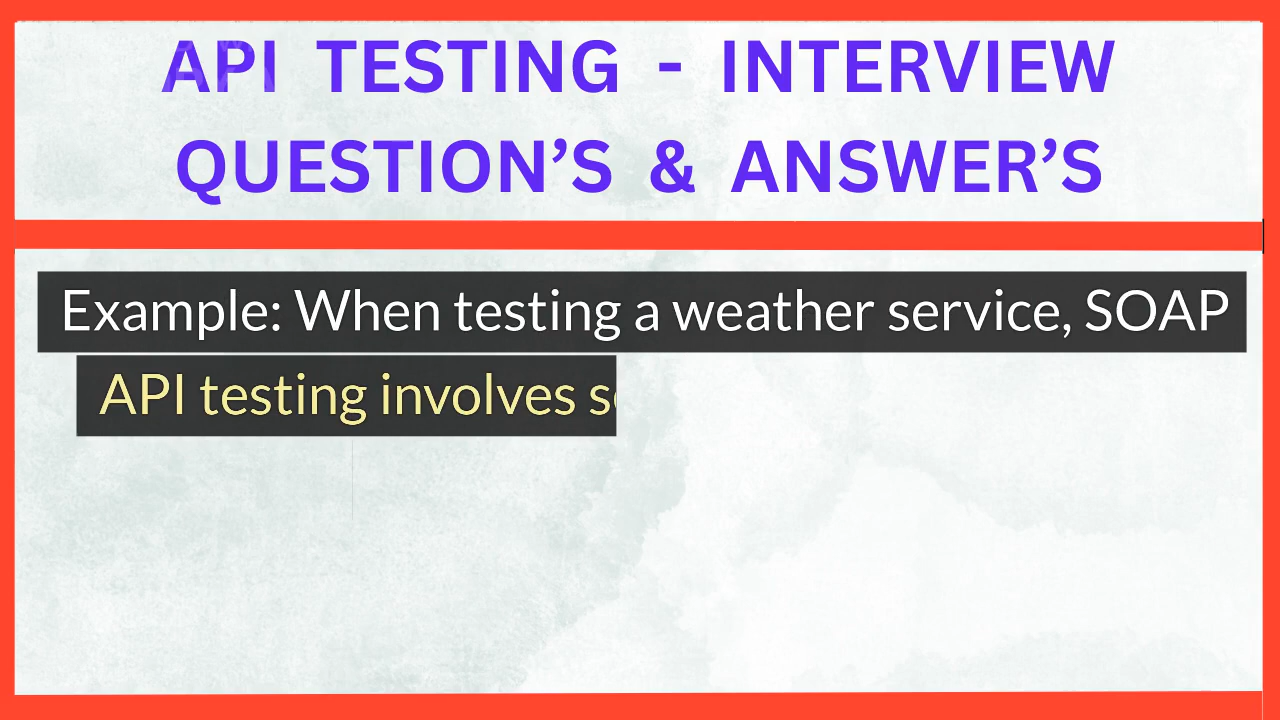 API TESTING - INTERVIEW
QUESTION’S & ANSWER’S
Example: When testing a weather service, SOAP
API testing involves